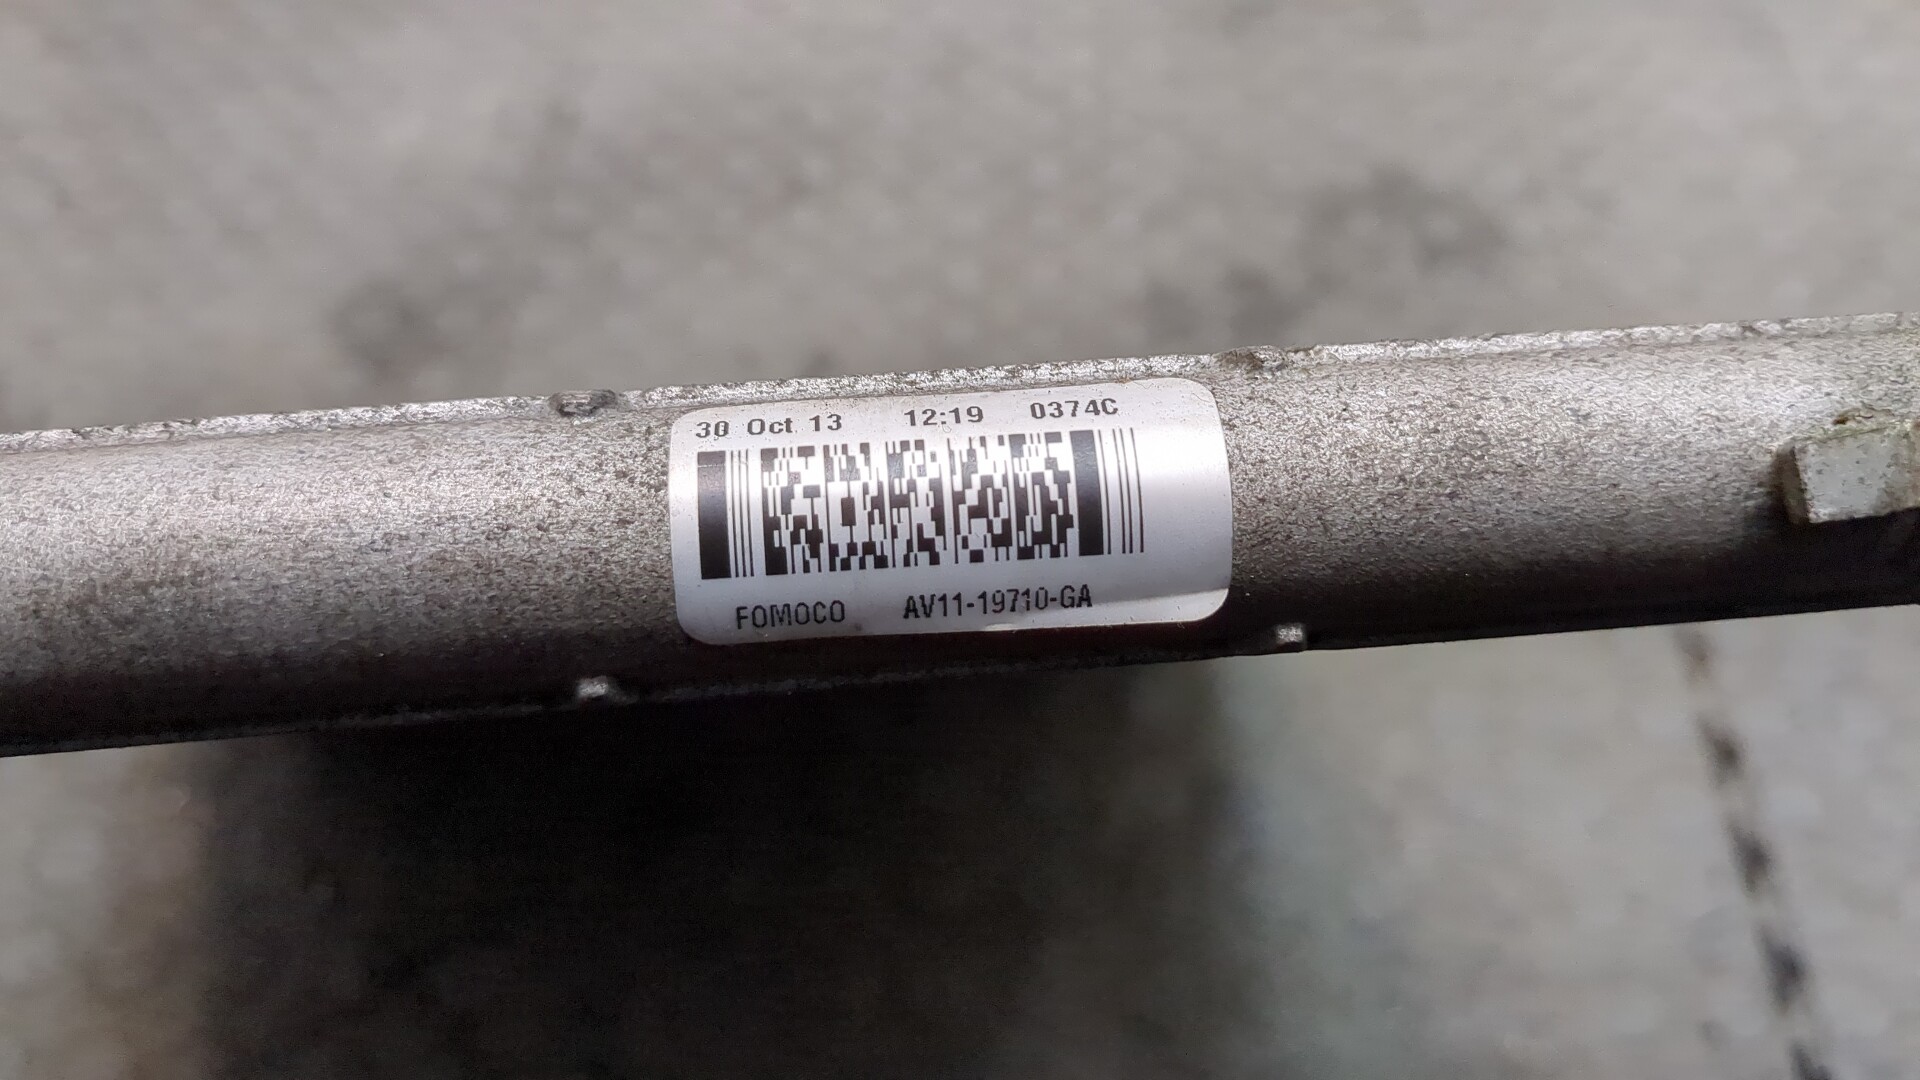 30 Oct 13 12:19 0374C
FOMOCO AV11-19710-GA